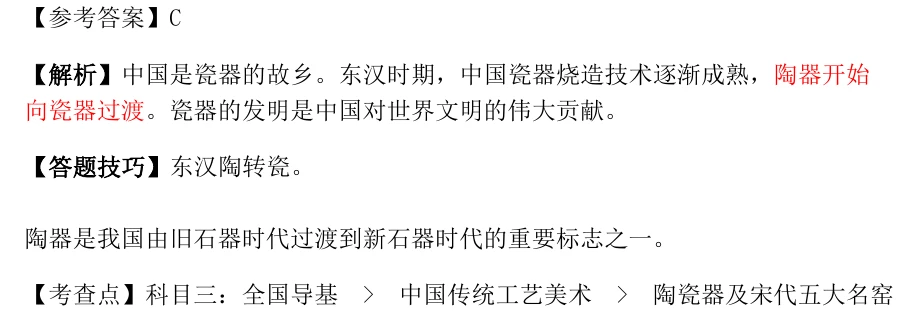 【参考答案】C
【解析】中国是瓷器的故乡。东汉时期，中国瓷器烧造技术逐渐成熟，陶器开始
向瓷器过渡。瓷器的发明是中国对世界文明的伟大贡献。
【答题技巧】东汉陶转瓷。
陶器是我国由旧石器时代过渡到新石器时代的重要标志之一。
【考查点】科目三：全国导基 > 中国传统工艺美术 > 陶瓷器及宋代五大名窑